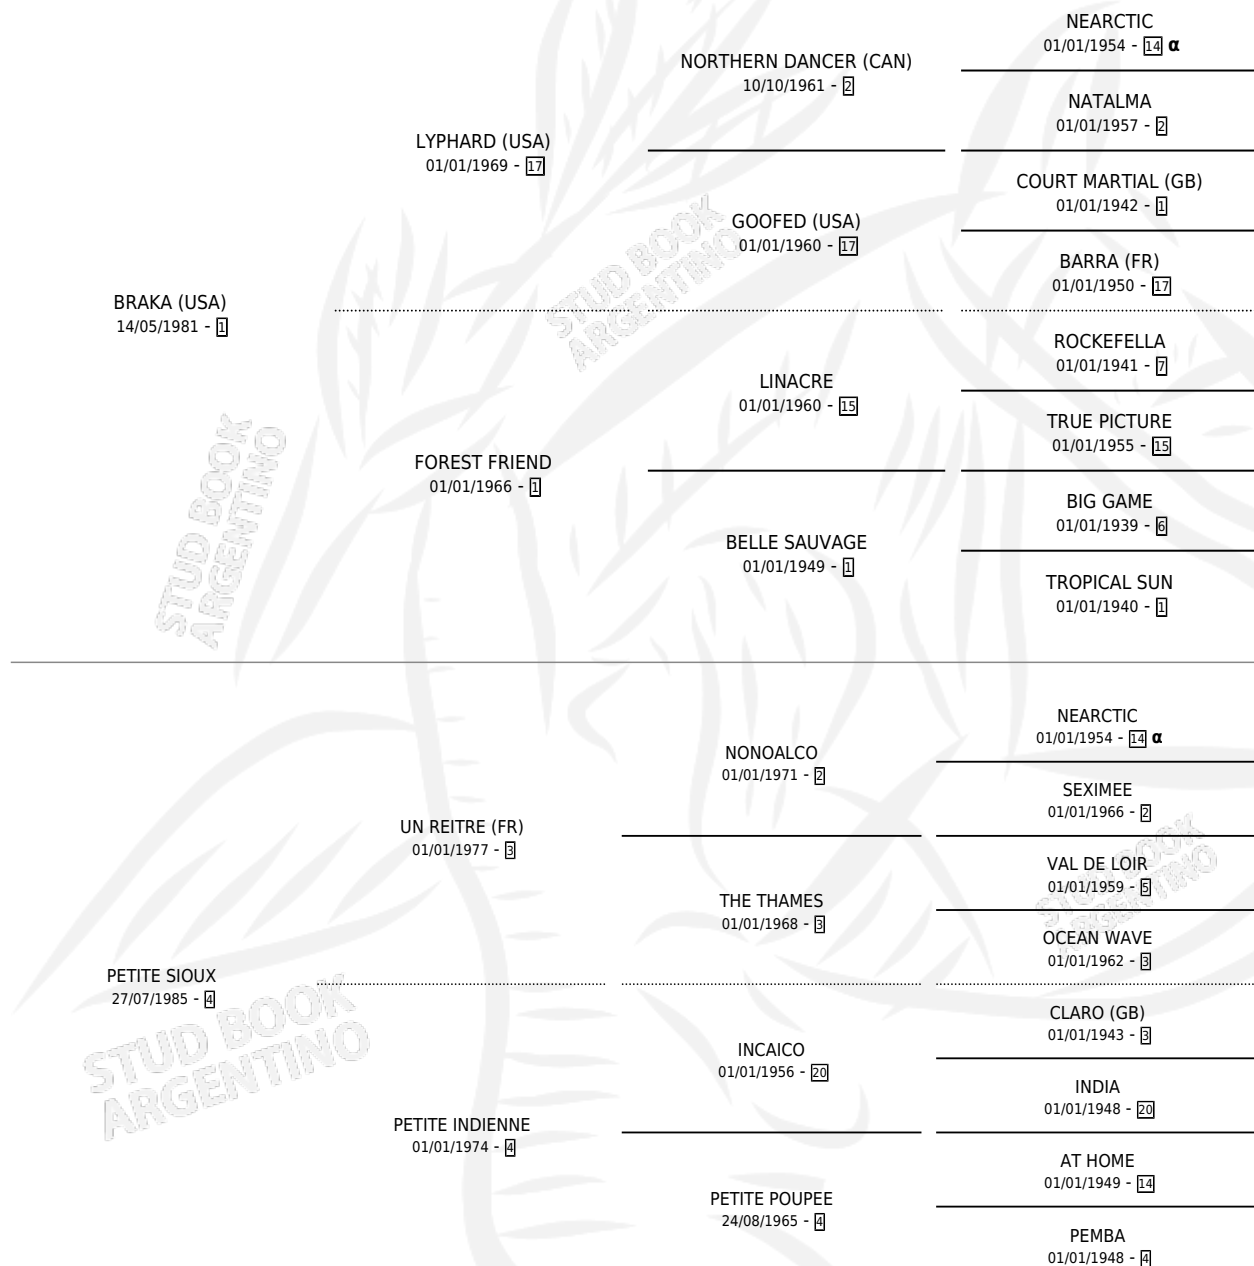 NEARCTIC
01/01/1954 - 14 α
NORTHERN DANCER (CAN)
10/10/1961 - 2
NATALMA
01/01/1957 - 2
LYPHARD (USA)
01/01/1969 - 17
COURT MARTIAL (GB)
01/01/1942 - 1
GOOFED (USA)
01/01/1960 - 17
BARRA (FR)
01/01/1950 - 17
BRAKA (USA)
14/05/1981 - 1
ROCKEFELLA
01/01/1941 - 7
LINACRE
01/01/1960 - 15
TRUE PICTURE
01/01/1955 - 15
FOREST FRIEND
01/01/1966 - 1
BIG GAME
01/01/1939 - 6
BELLE SAUVAGE
01/01/1949 - 1
TROPICAL SUN
01/01/1940 - 1
STUD BOOK
ARGENTINO
STUD BOOK
ARGENTINO
NEARCTIC
01/01/1954 - 14 α
NONOALCO
01/01/1971 - 2
SEXIMEE
01/01/1966 - 2
UN REITRE (FR)
01/01/1977 - 3
VAL DE LOIR
01/01/1959 - 5
THE THAMES
01/01/1968 - 3
OCEAN WAVE
01/01/1962 - 3
PETITE SIOUX
27/07/1985 - 4
CLARO (GB)
01/01/1943 - 3
INCAICO
01/01/1956 - 20
INDIA
01/01/1948 - 20
PETITE INDIENNE
01/01/1974 - 4
AT HOME
01/01/1949 - 14
PETITE POUPEE
24/08/1965 - 4
PEMBA
01/01/1948 - 4
STUD BOOK
ARGENTINO
STUD BOOK
ARGENTINO